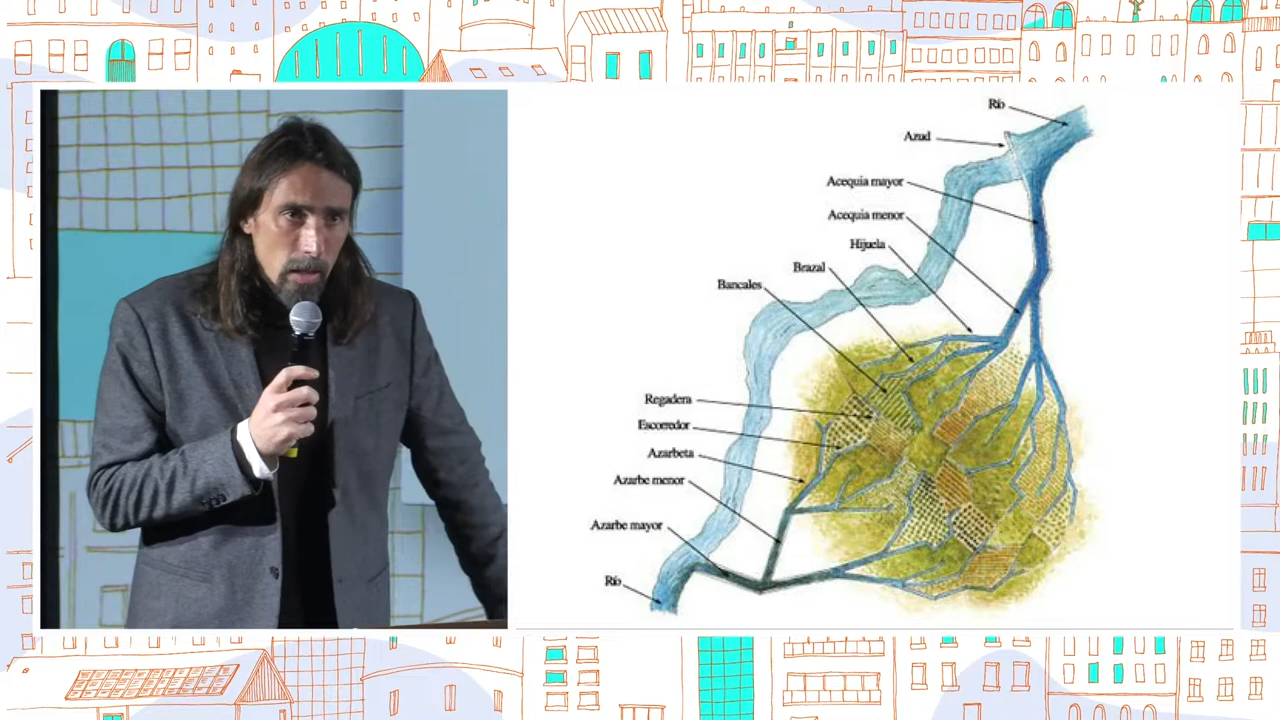 Río
Azud
Acequia mayor
Acequia menor
Hijuela
Brazal
Bancales
Regadera
Escorredor
Azarbeta
Azarbe menor
Azarbe mayor
Río